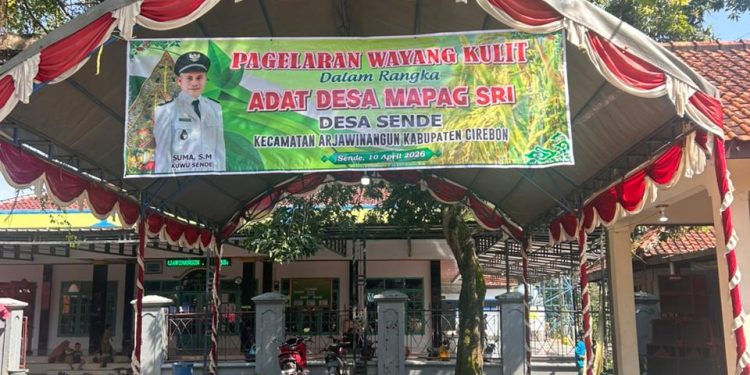 PAGELARAN WAYANG KULIT
Dalam Rangka
ADAT DESA MAPAG SRI
DESA SENDE
KECAMATAN ARJAWINANGUN KABUPATEN CIREBON
Sende, 10 April 2026
SUMA, S.M
KUWU SENDE